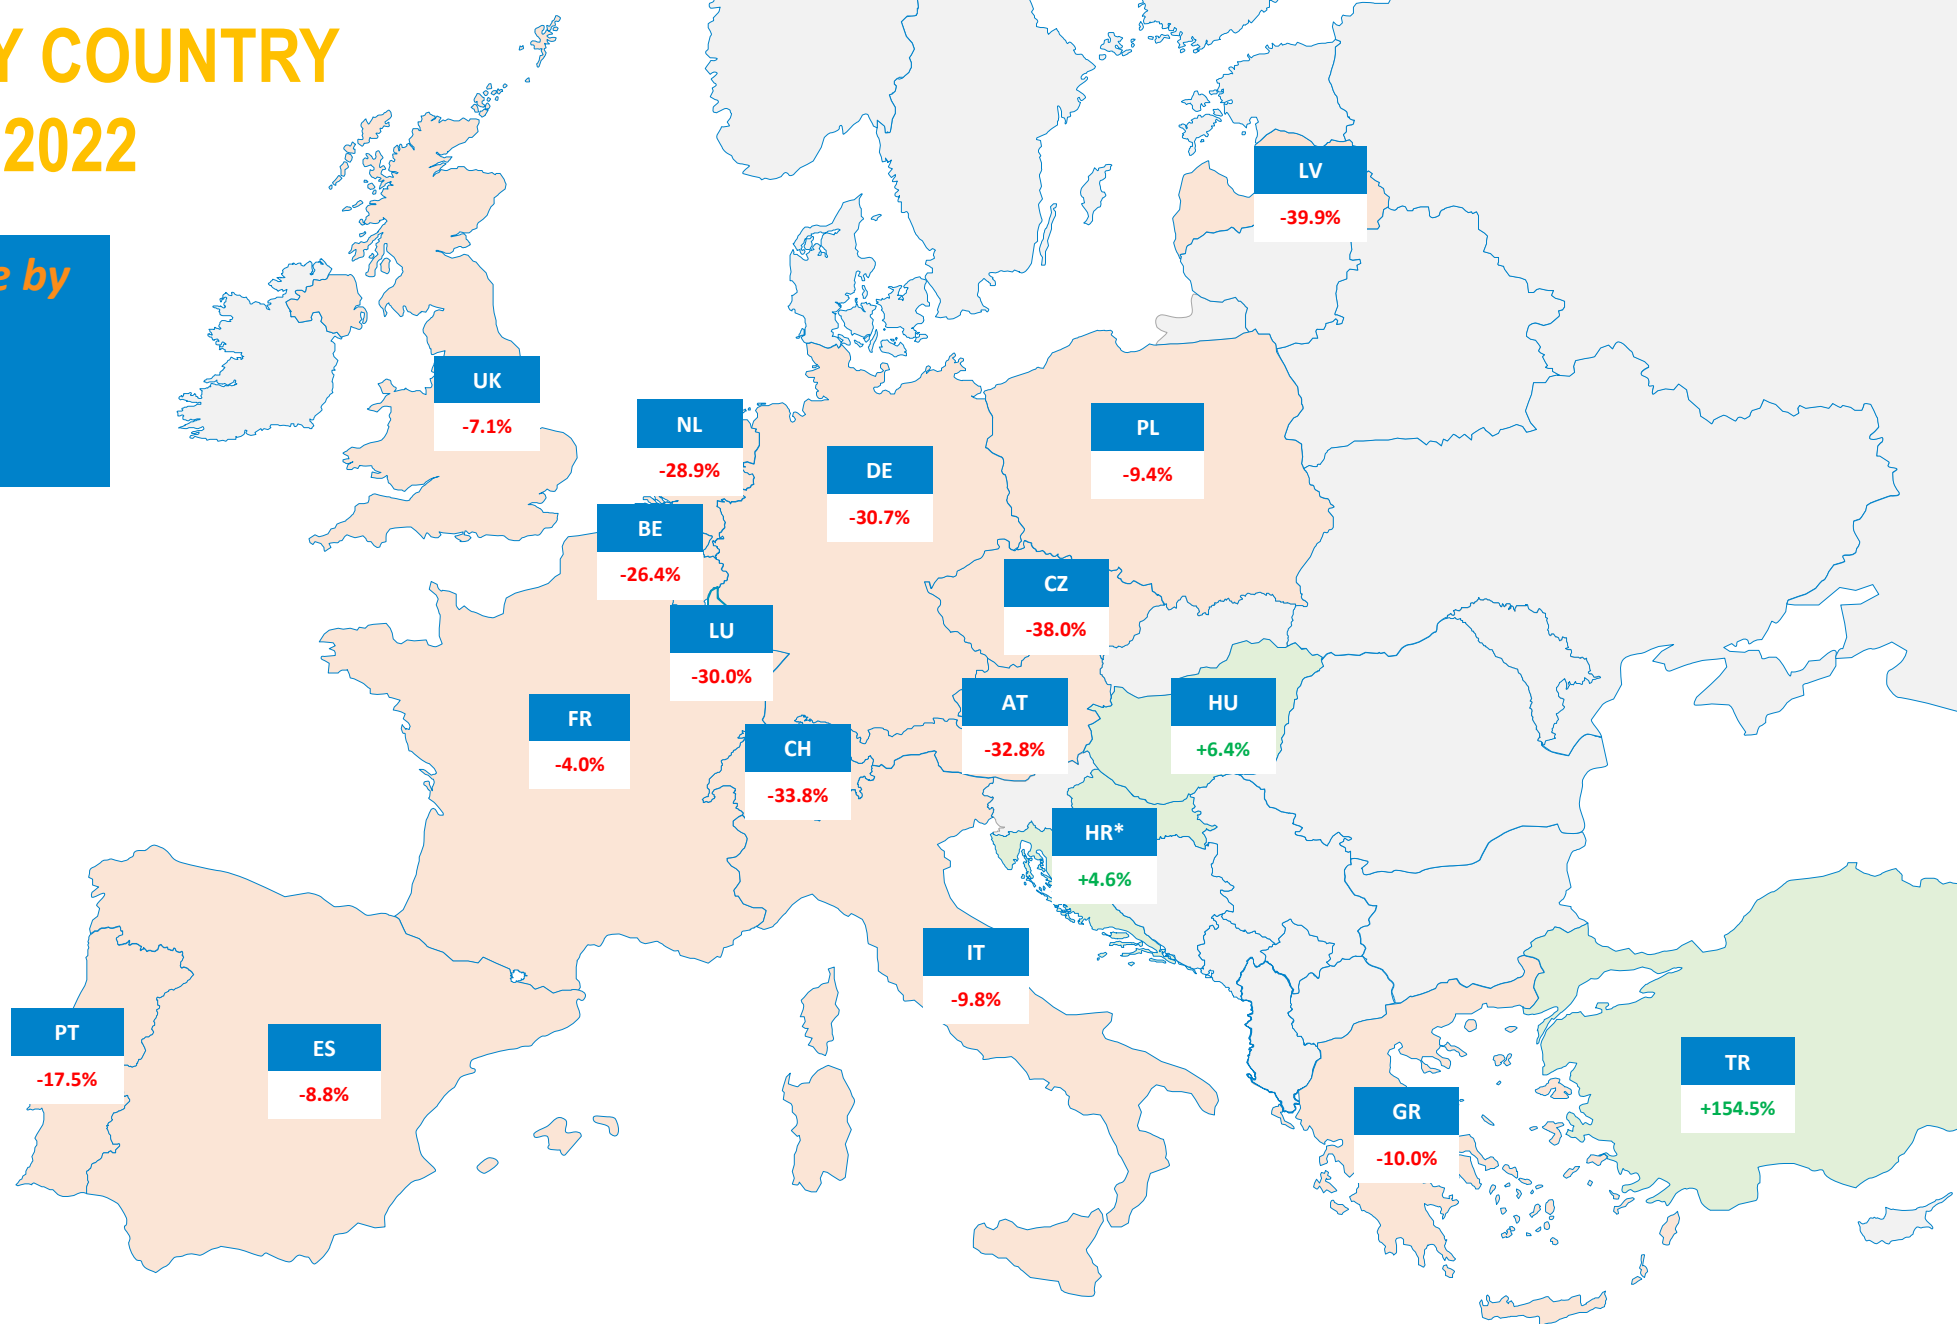 Y COUNTRY
2022
e by
LV
-39.9%
UK
-7.1%
NL
-28.9%
PL
-9.4%
DE
-30.7%
BE
-26.4%
CZ
-38.0%
LU
-30.0%
AT
-32.8%
HU
+6.4%
FR
-4.0%
CH
-33.8%
HR*
+4.6%
IT
-9.8%
PT
-17.5%
ES
-8.8%
TR
+154.5%
GR
-10.0%